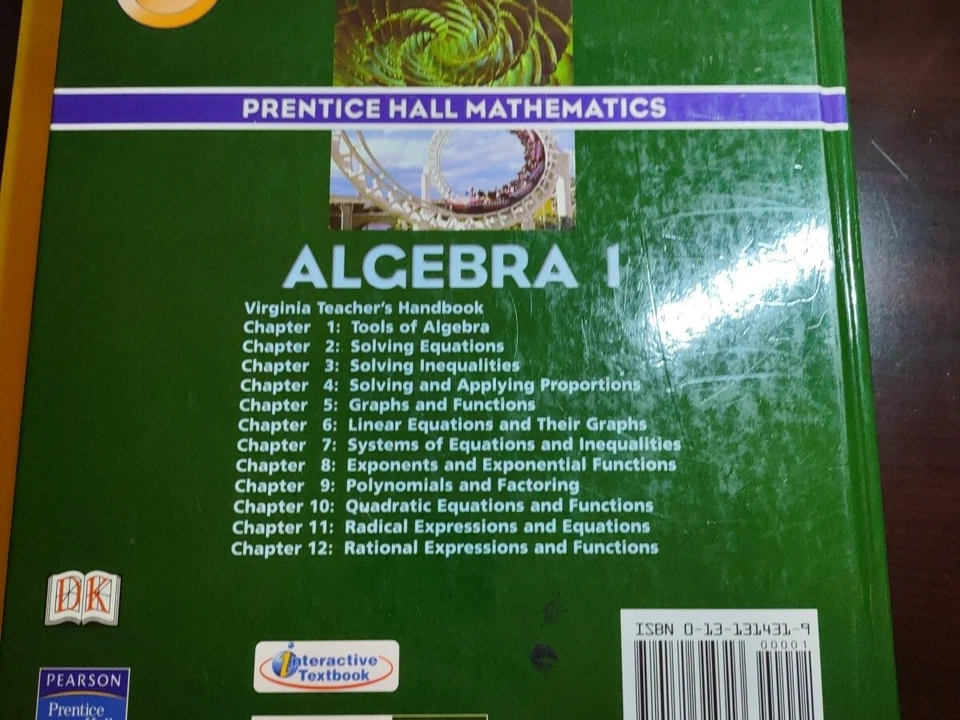 PRENTICE HALL MATHEMATICS
ALGEBRA 1
Virginia Teacher's Handbook
Chapter 1: Tools of Algebra
Chapter 2: Solving Equations
Chapter 3: Solving Inequalities
Chapter 4: Solving and Applying Proportions
Chapter 5: Graphs and Functions
Chapter 6: Linear Equations and Their Graphs
Chapter 7: Systems of Equations and Inequalities
Chapter 8: Exponents and Exponential Functions
Chapter 9: Polynomials and Factoring
Chapter 10: Quadratic Equations and Functions
Chapter 11: Radical Expressions and Equations
Chapter 12: Rational Expressions and Functions
DK
ISBN 0-13-131431-9
00001
interactive
Textbook
PEARSON
Prentice